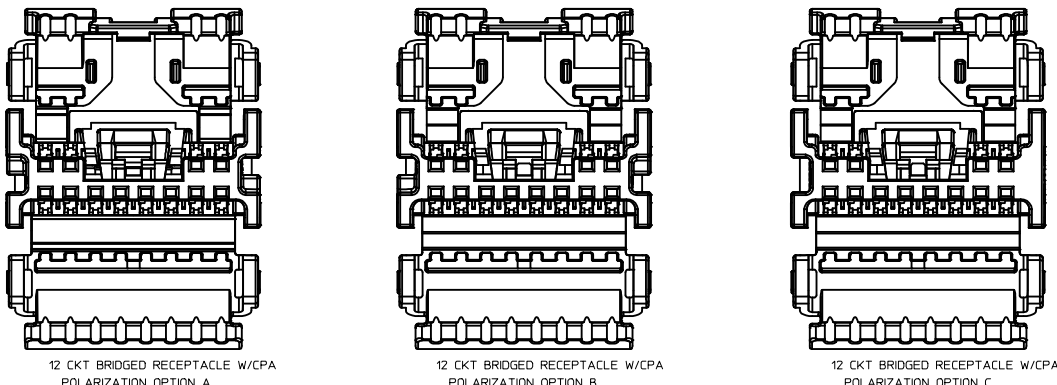 12 CKT BRIDGED RECEPTACLE W/CPA
POLARIZATION OPTION A
12 CKT BRIDGED RECEPTACLE W/CPA
POLARIZATION OPTION B
12 CKT BRIDGED RECEPTACLE W/CPA
POLARIZATION OPTION C